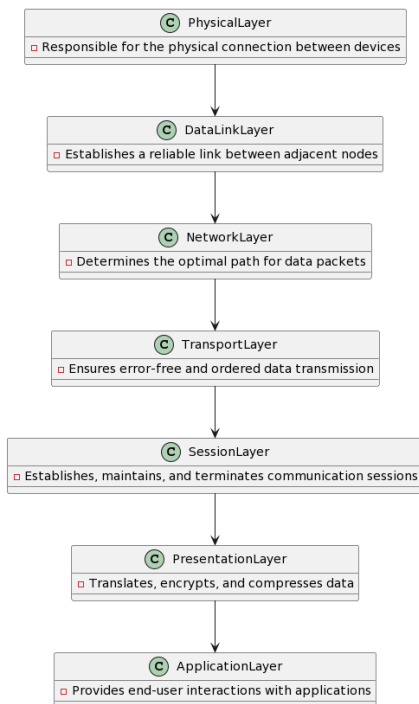 C PhysicalLayer
Responsible for the physical connection between devices
C DataLinkLayer
Establishes a reliable link between adjacent nodes
C NetworkLayer
Determines the optimal path for data packets
C TransportLayer
Ensures error-free and ordered data transmission
C SessionLayer
Establishes, maintains, and terminates communication sessions
C PresentationLayer
Translates, encrypts, and compresses data
C ApplicationLayer
Provides end-user interactions with applications